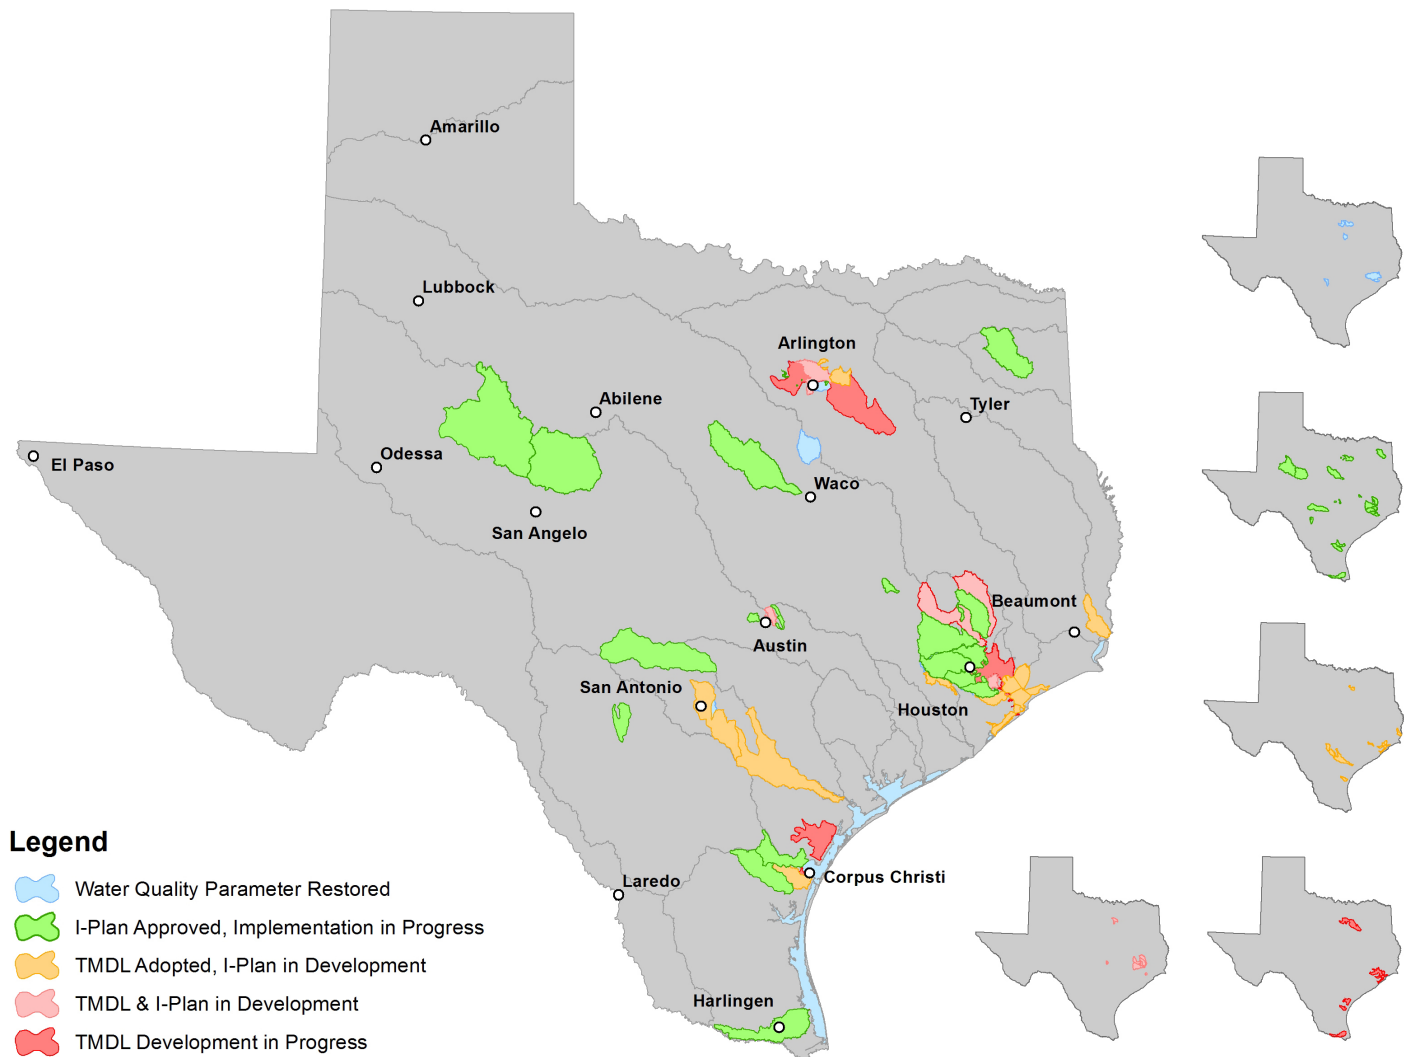 Amarillo
Lubbock
Arlington
Abilene
Tyler
Odessa
El Paso
Waco
San Angelo
Beaumont
Austin
San Antonio
Houston
Legend
Corpus Christi
Laredo
Water Quality Parameter Restored
I-Plan Approved, Implementation in Progress
TMDL Adopted, I-Plan in Development
TMDL & I-Plan in Development
Harlingen
TMDL Development in Progress